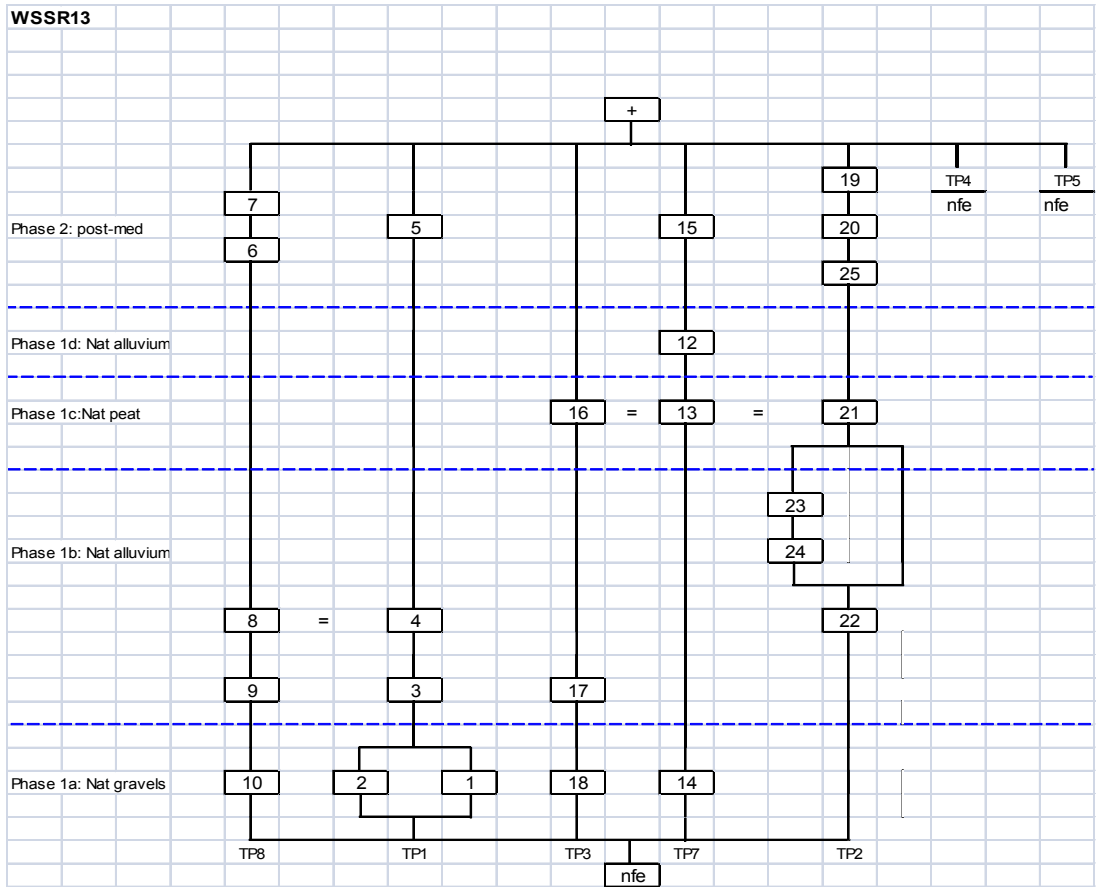 WSSR13
+
19 TP4 TP5
7 nfe nfe
Phase 2: post-med 5 15 20
6
25
Phase 1d: Nat alluvium 12
Phase 1c:Nat peat 16 = 13 = 21
23
Phase 1b: Nat alluvium 24
8 = 4 22
9 3 17
Phase 1a: Nat gravels 10 2 1 18 14
TP8 TP1 TP3 TP7 TP2
nfe